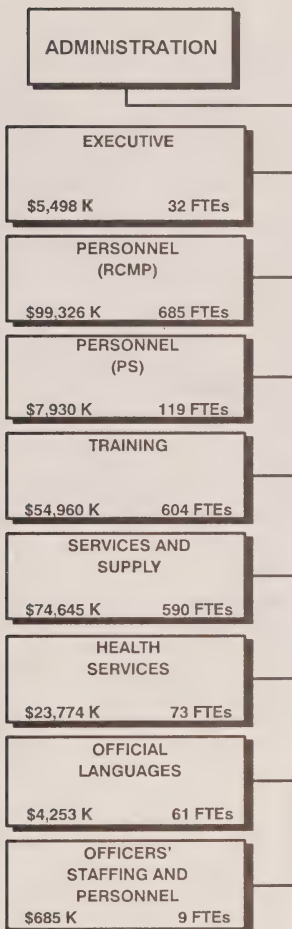 ADMINISTRATION
EXECUTIVE
$5,498 K 32 FTEs
PERSONNEL
(RCMP)
$99,326 K 685 FTEs
PERSONNEL
(PS)
$7,930 K 119 FTEs
TRAINING
$54,960 K 604 FTEs
SERVICES AND
SUPPLY
$74,645 K 590 FTEs
HEALTH
SERVICES
$23,774 K 73 FTEs
OFFICIAL
LANGUAGES
$4,253 K 61 FTEs
OFFICERS'
STAFFING AND
PERSONNEL
$685 K 9 FTEs